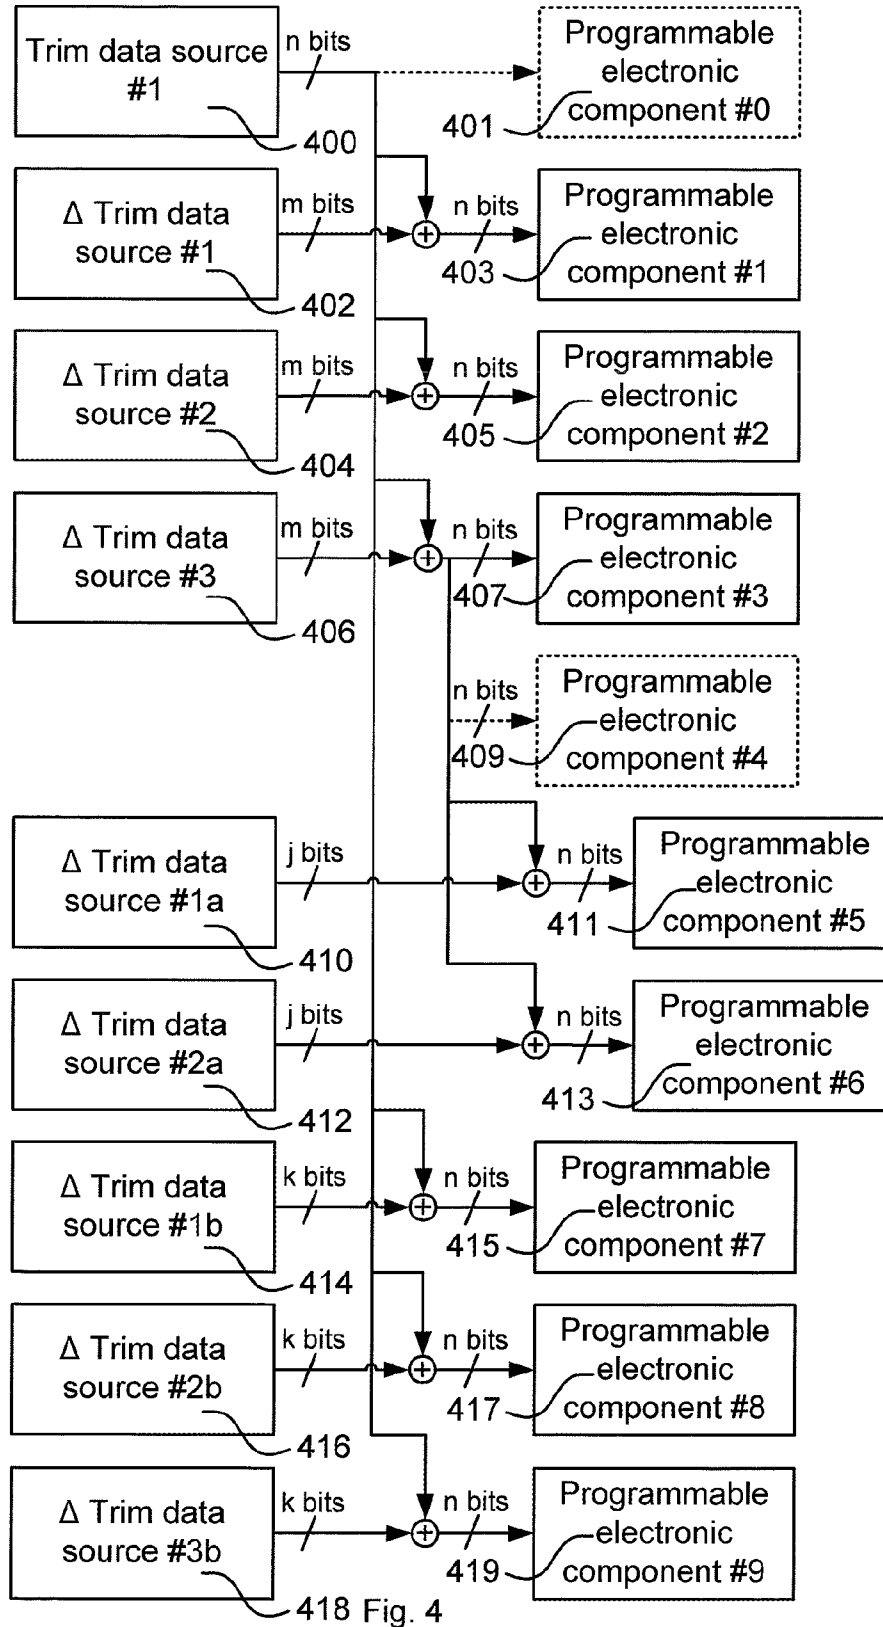 Trim data source
#1
n bits
Programmable
electronic
component #0
400
401
Δ Trim data
source #1
m bits
n bits
Programmable
electronic
component #1
402
403
Δ Trim data
source #2
m bits
n bits
Programmable
electronic
component #2
404
405
Δ Trim data
source #3
m bits
n bits
Programmable
electronic
component #3
406
407
n bits
Programmable
electronic
component #4
409
Δ Trim data
source #1a
j bits
n bits
Programmable
electronic
component #5
410
411
Δ Trim data
source #2a
j bits
n bits
Programmable
electronic
component #6
412
413
Δ Trim data
source #1b
k bits
n bits
Programmable
electronic
component #7
414
415
Δ Trim data
source #2b
k bits
n bits
Programmable
electronic
component #8
416
417
Δ Trim data
source #3b
k bits
n bits
Programmable
electronic
component #9
418
419
Fig. 4